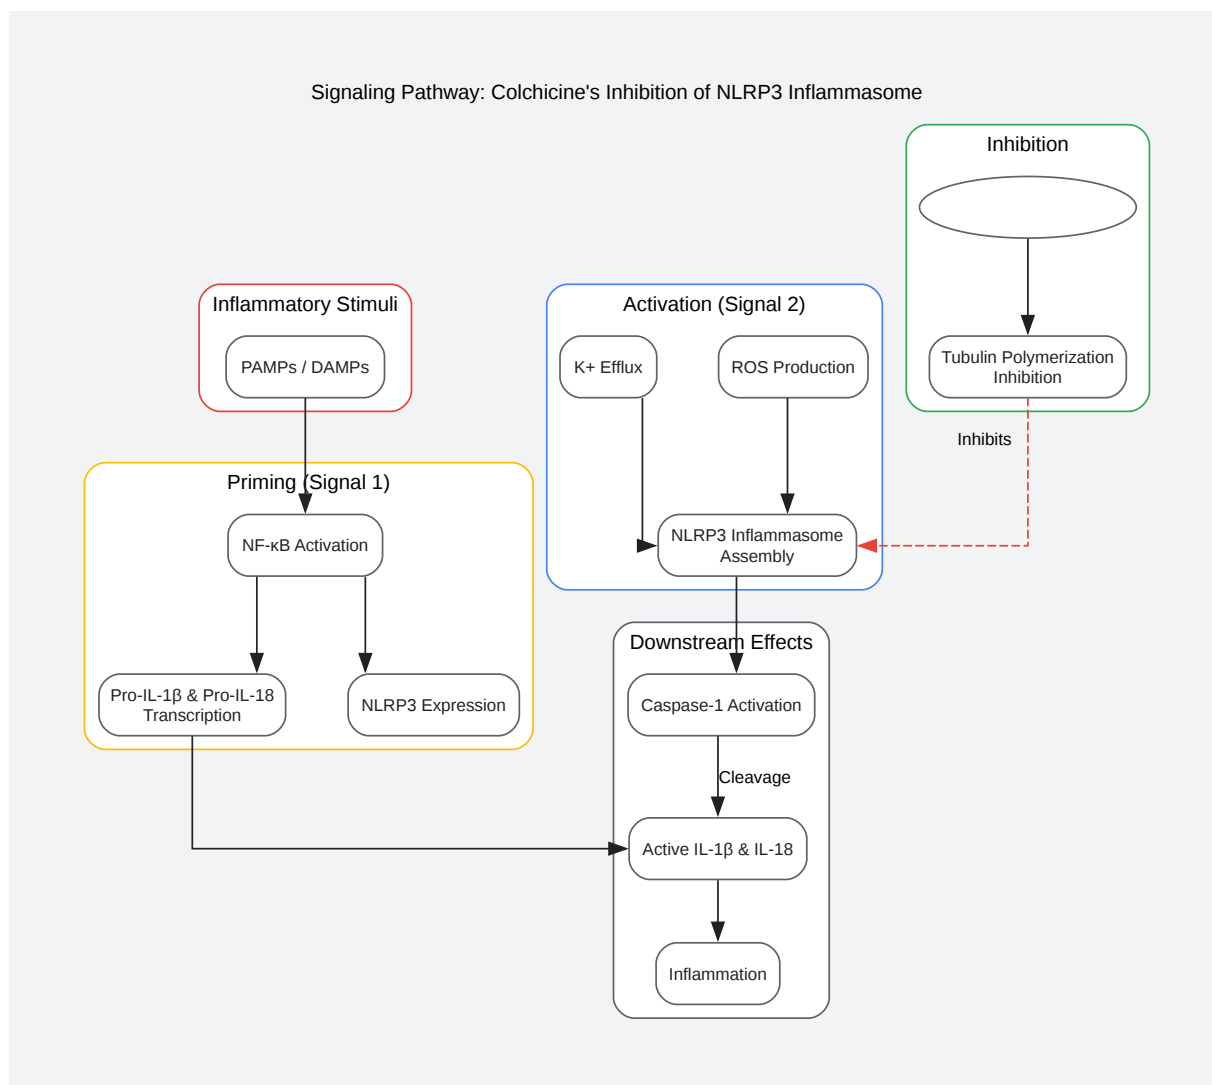 Signaling Pathway: Colchicine's Inhibition of NLRP3 Inflammasome
Inhibition
Tubulin Polymerization
Inhibition
Inhibits
Inflammatory Stimuli
PAMPs / DAMPs
Activation (Signal 2)
K+ Efflux
ROS Production
NLRP3 Inflammasome
Assembly
Priming (Signal 1)
NF-κB Activation
Pro-IL-1β & Pro-IL-18
Transcription
NLRP3 Expression
Downstream Effects
Caspase-1 Activation
Cleavage
Active IL-1β & IL-18
Inflammation